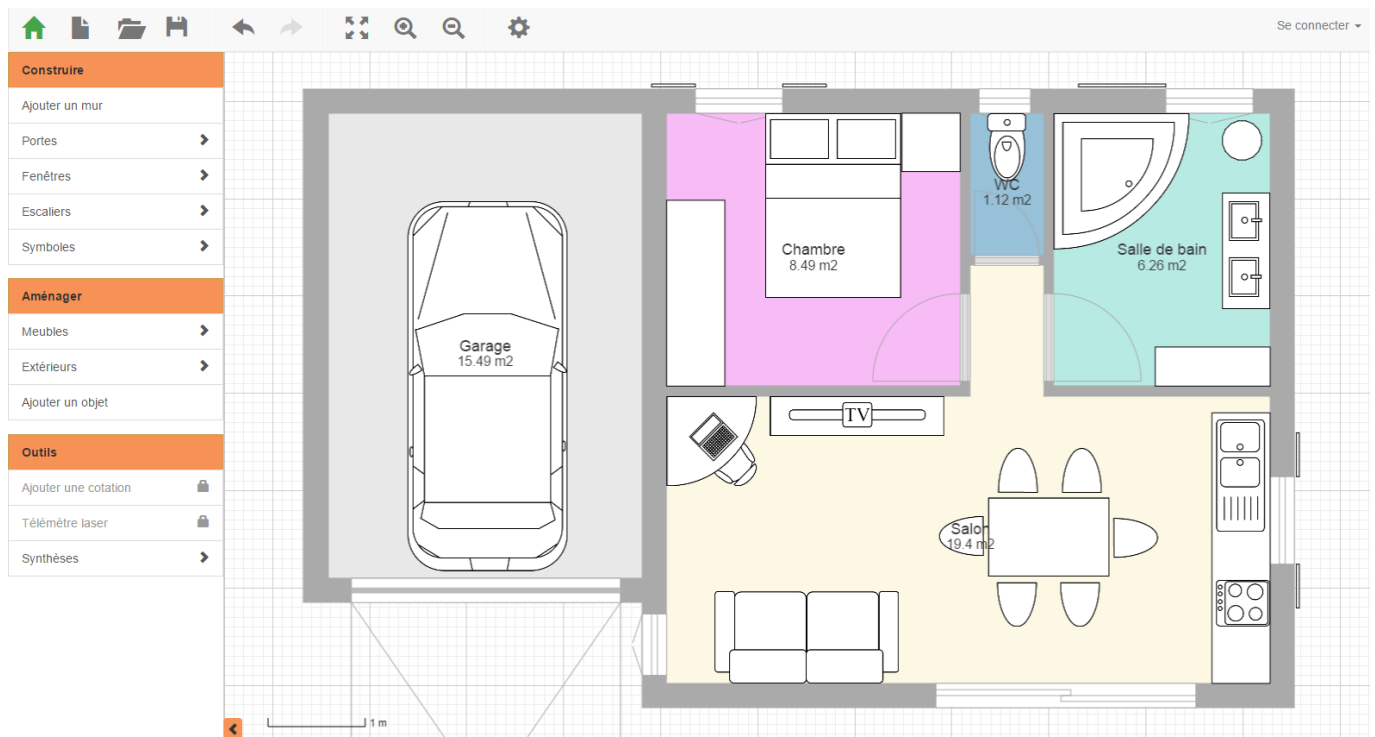 Se connecter
Construire
Ajouter un mur
Portes
Fenêtres
Escaliers
Symboles
Aménager
Meubles
Extérieurs
Ajouter un objet
Outils
Ajouter une cotation
Télémètre laser
Synthèses
Garage
15.49 m2
Chambre
8.49 m2
WC
1.12 m2
Salle de bain
6.26 m2
TV
Salon
19.4 m2
1 m